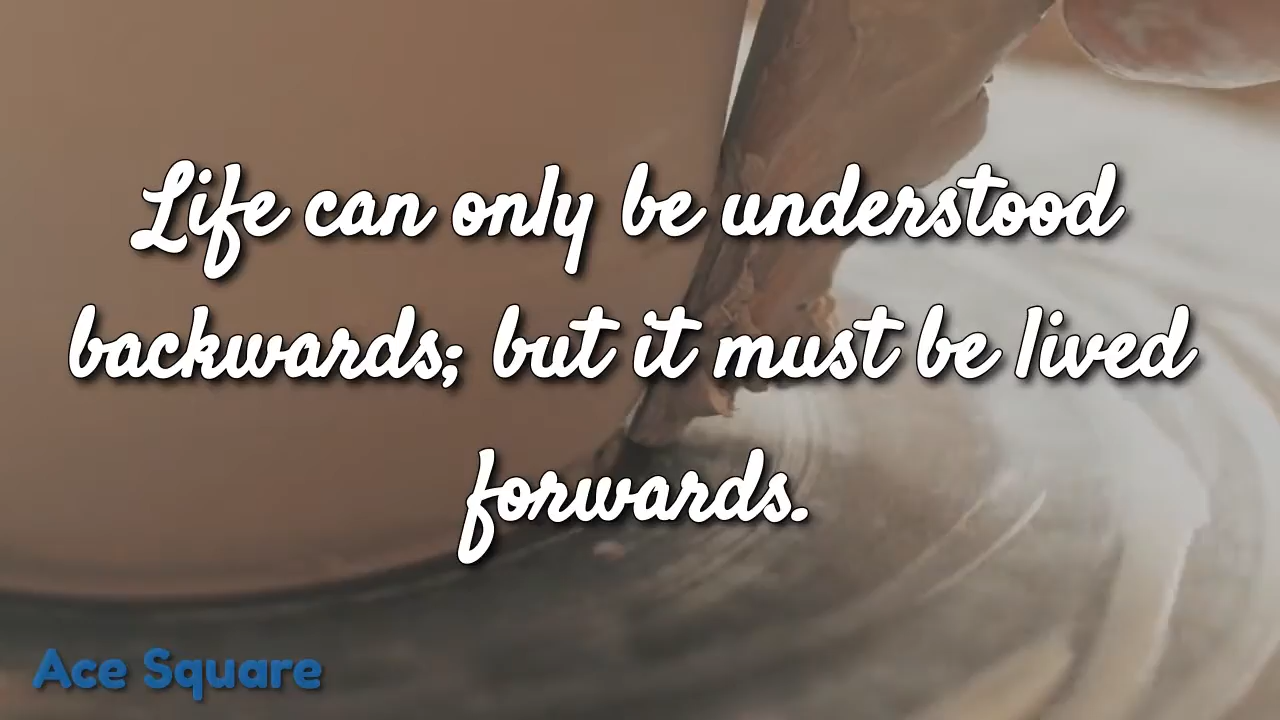 Life can only be understood
backwards; but it must be lived
forwards.
Ace Square